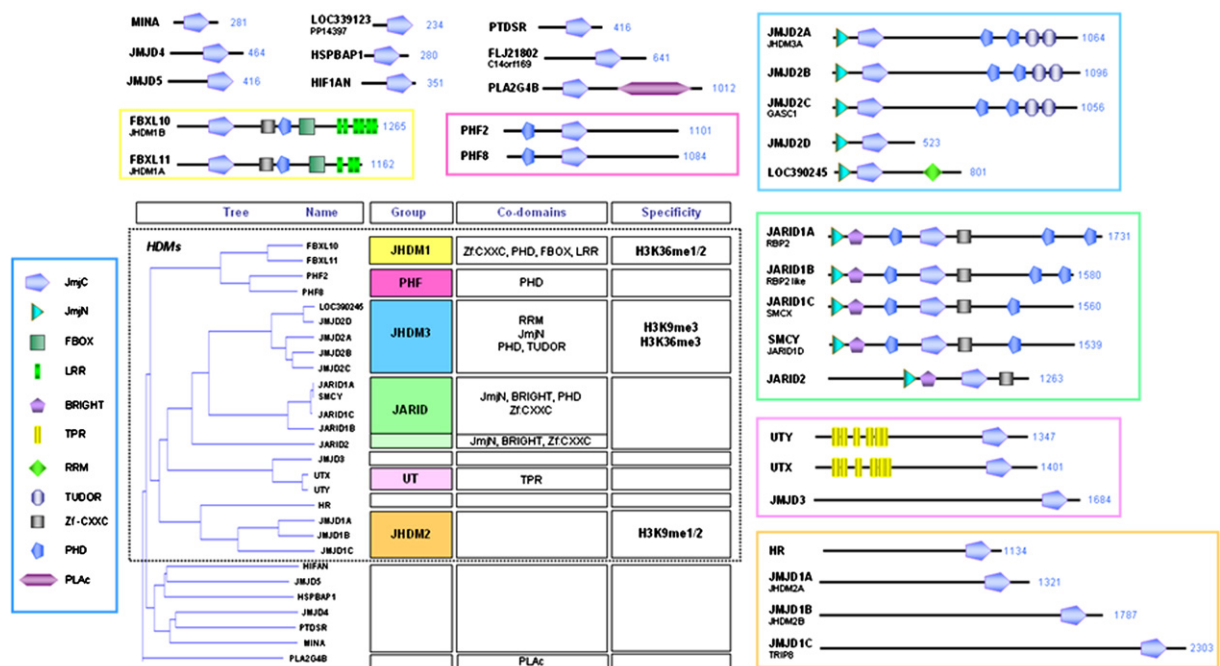 MINA 281
LOC339123 234
PP14397
PTDSR 416
JMJD4 464
HSPBAP1 280
FLJ21802 641
C14orf169
JMJD5 416
HIF1AN 351
PLA2G4B 1012
FBXL10 1265
JHDM1B
FBXL11 1162
JHDM1A
PHF2 1101
PHF8 1084
JMJD2A 1064
JHDM3A
JMJD2B 1096
JMJD2C 1056
GASC1
JMJD2D 523
LOC390245 801
Tree Name Group Co-domains Specificity
HDMs
FBXL10
FBXL11
JHDM1 Zf.CXXC, PHD, FBOX, LRR H3K36me1/2
PHF2
PHF8
PHF PHD
LOC390245
JMJD2D
JMJD2A
JMJD2B
JMJD2C
JHDM3
RRM
JmjN
PHD, TUDOR
H3K9me3
H3K36me3
JARID1A
SMCY
JARID1C
JARID1B
JARID2
JARID
JmjN, BRIGHT, PHD
Zf.CXXC
JmjN, BRIGHT, Zf.CXXC
JMJD3
UTX
UTY
UT TPR
HR
JMJD1A
JMJD1B
JMJD1C
JHDM2 H3K9me1/2
HIFAN
JMJD5
HSPBAP1
JMJD4
PTDSR
MINA
PLA2G4B
PLAc
JmjC
JmjN
FBOX
LRR
BRIGHT
TPR
RRM
TUDOR
Zf-CXXC
PHD
PLAc
JARID1A 1731
RBP2
JARID1B 1580
RBP2 like
JARID1C 1560
SMCX
SMCY 1539
JARID1D
JARID2 1263
UTY 1347
UTX 1401
JMJD3 1684
HR 1134
JMJD1A 1321
JHDM2A
JMJD1B 1787
JHDM2B
JMJD1C 2303
TRIP8